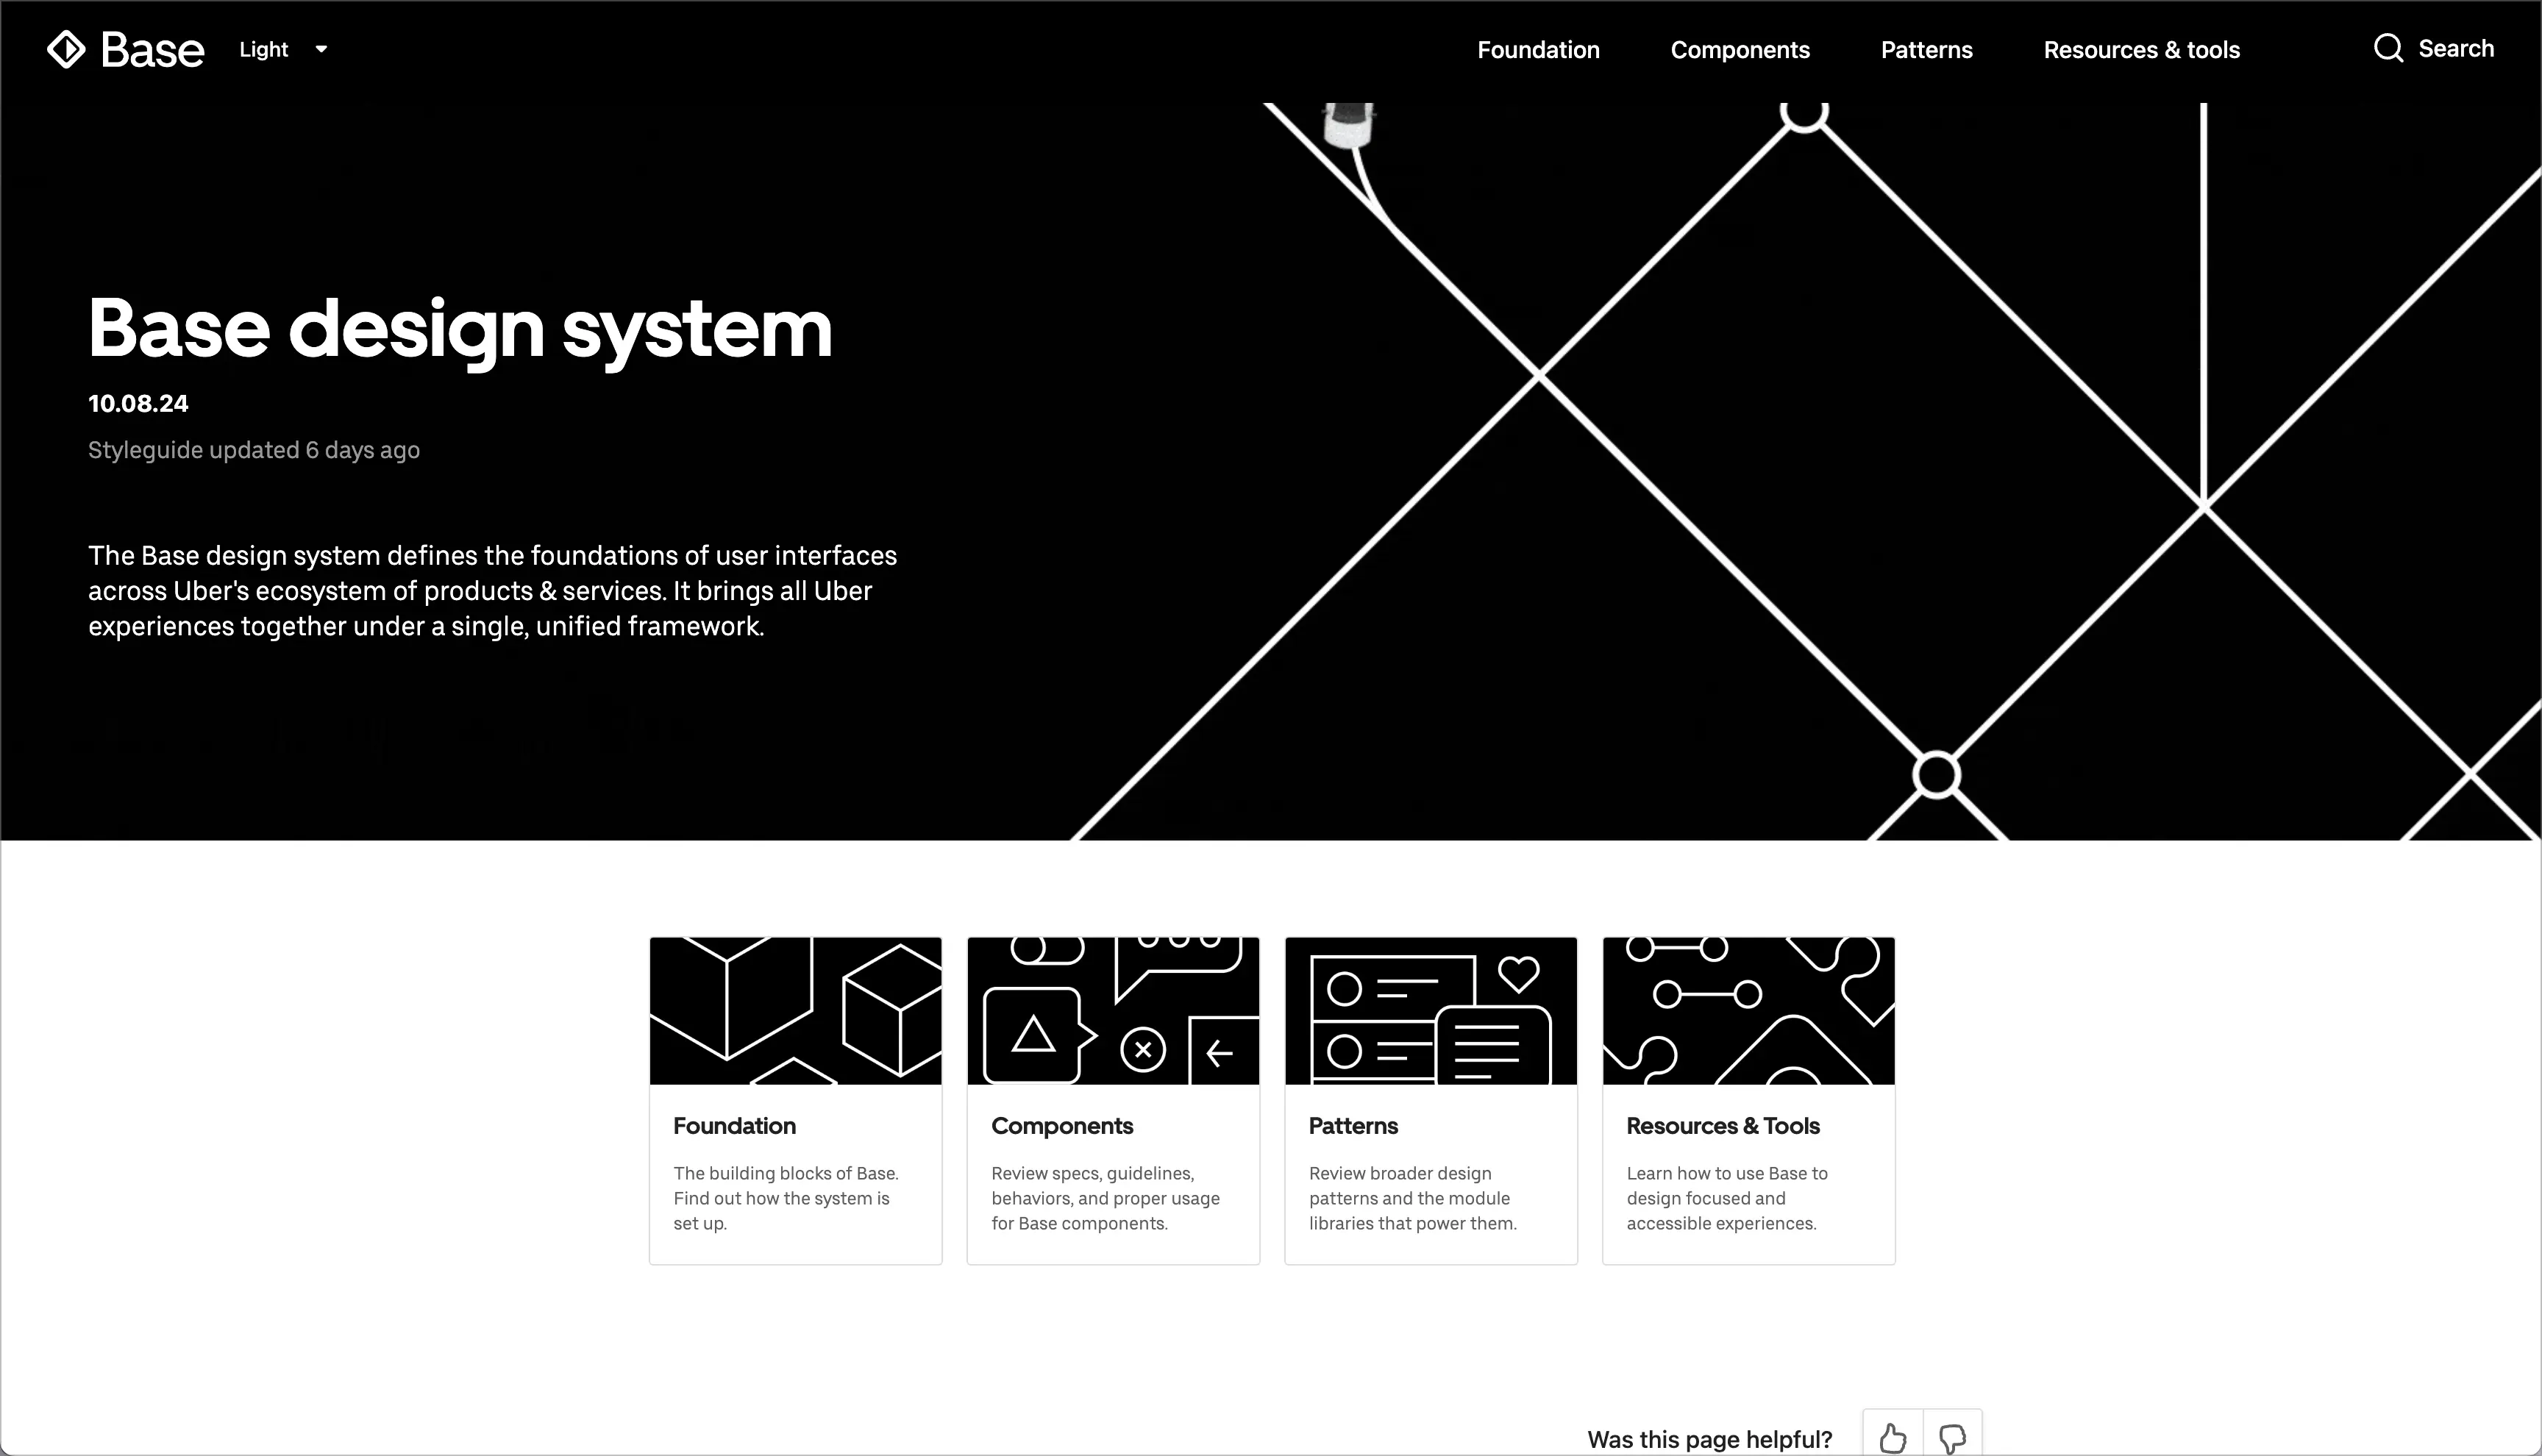 Base
Light
Foundation
Components
Patterns
Resources & tools
Search
Base design system
10.08.24
Styleguide updated 6 days ago
The Base design system defines the foundations of user interfaces
across Uber's ecosystem of products & services. It brings all Uber
experiences together under a single, unified framework.
Foundation
The building blocks of Base.
Find out how the system is
set up.
Components
Review specs, guidelines,
behaviors, and proper usage
for Base components.
Patterns
Review broader design
patterns and the module
libraries that power them.
Resources & Tools
Learn how to use Base to
design focused and
accessible experiences.
Was this page helpful?